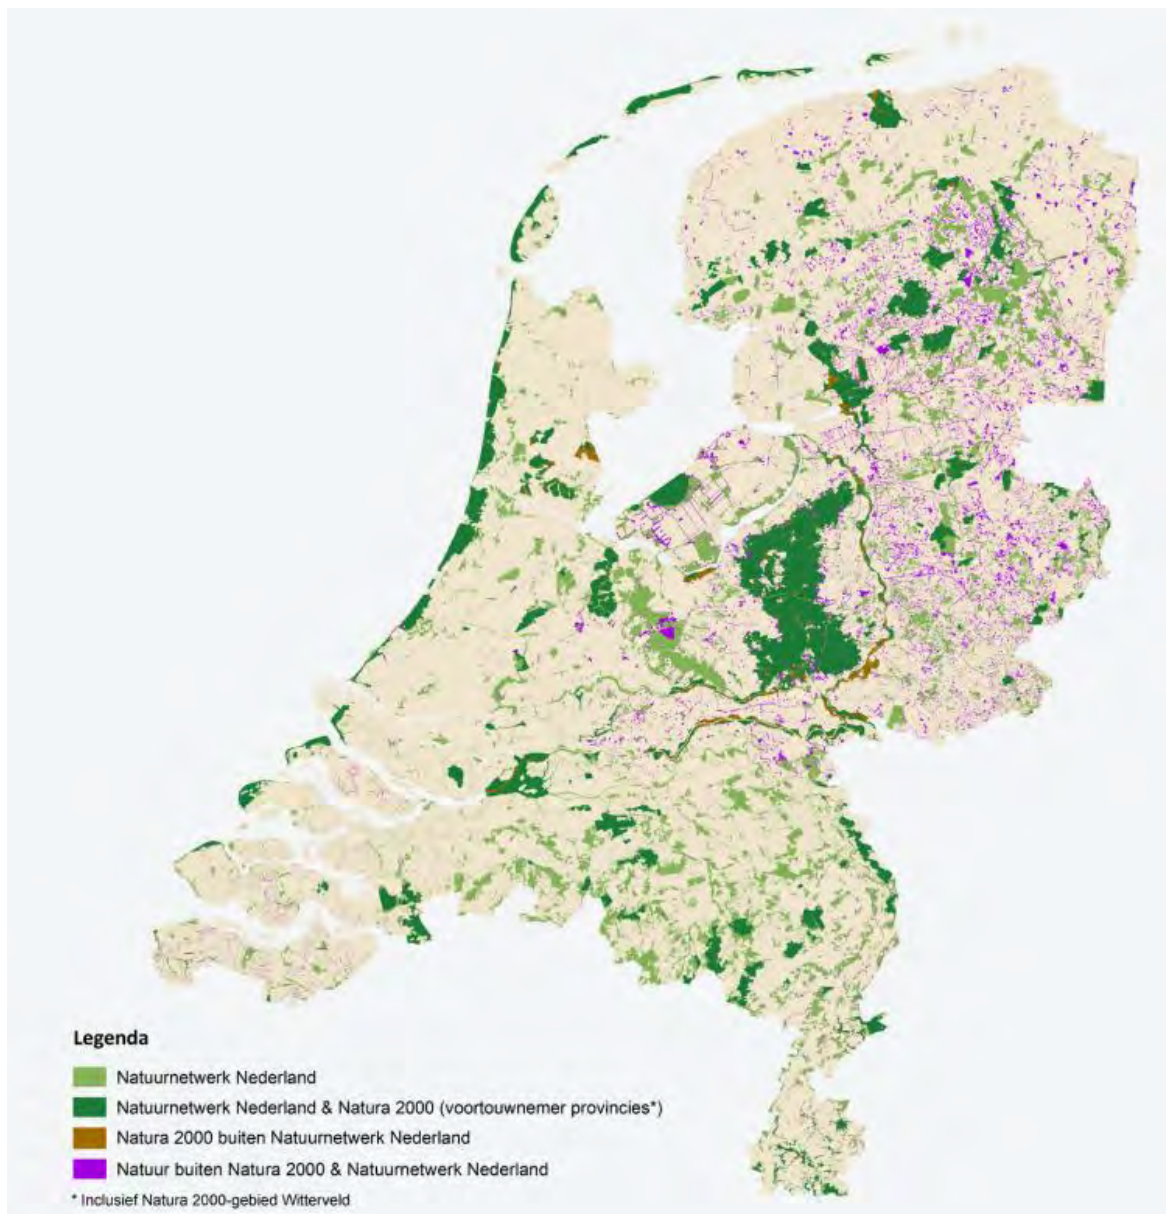 Legenda
Natuurnetwerk Nederland
Natuurnetwerk Nederland & Natura 2000 (voortouwnemer provincies*)
Natura 2000 buiten Natuurnetwerk Nederland
Natuur buiten Natura 2000 & Natuurnetwerk Nederland
* Inclusief Natura 2000-gebied Witterveld